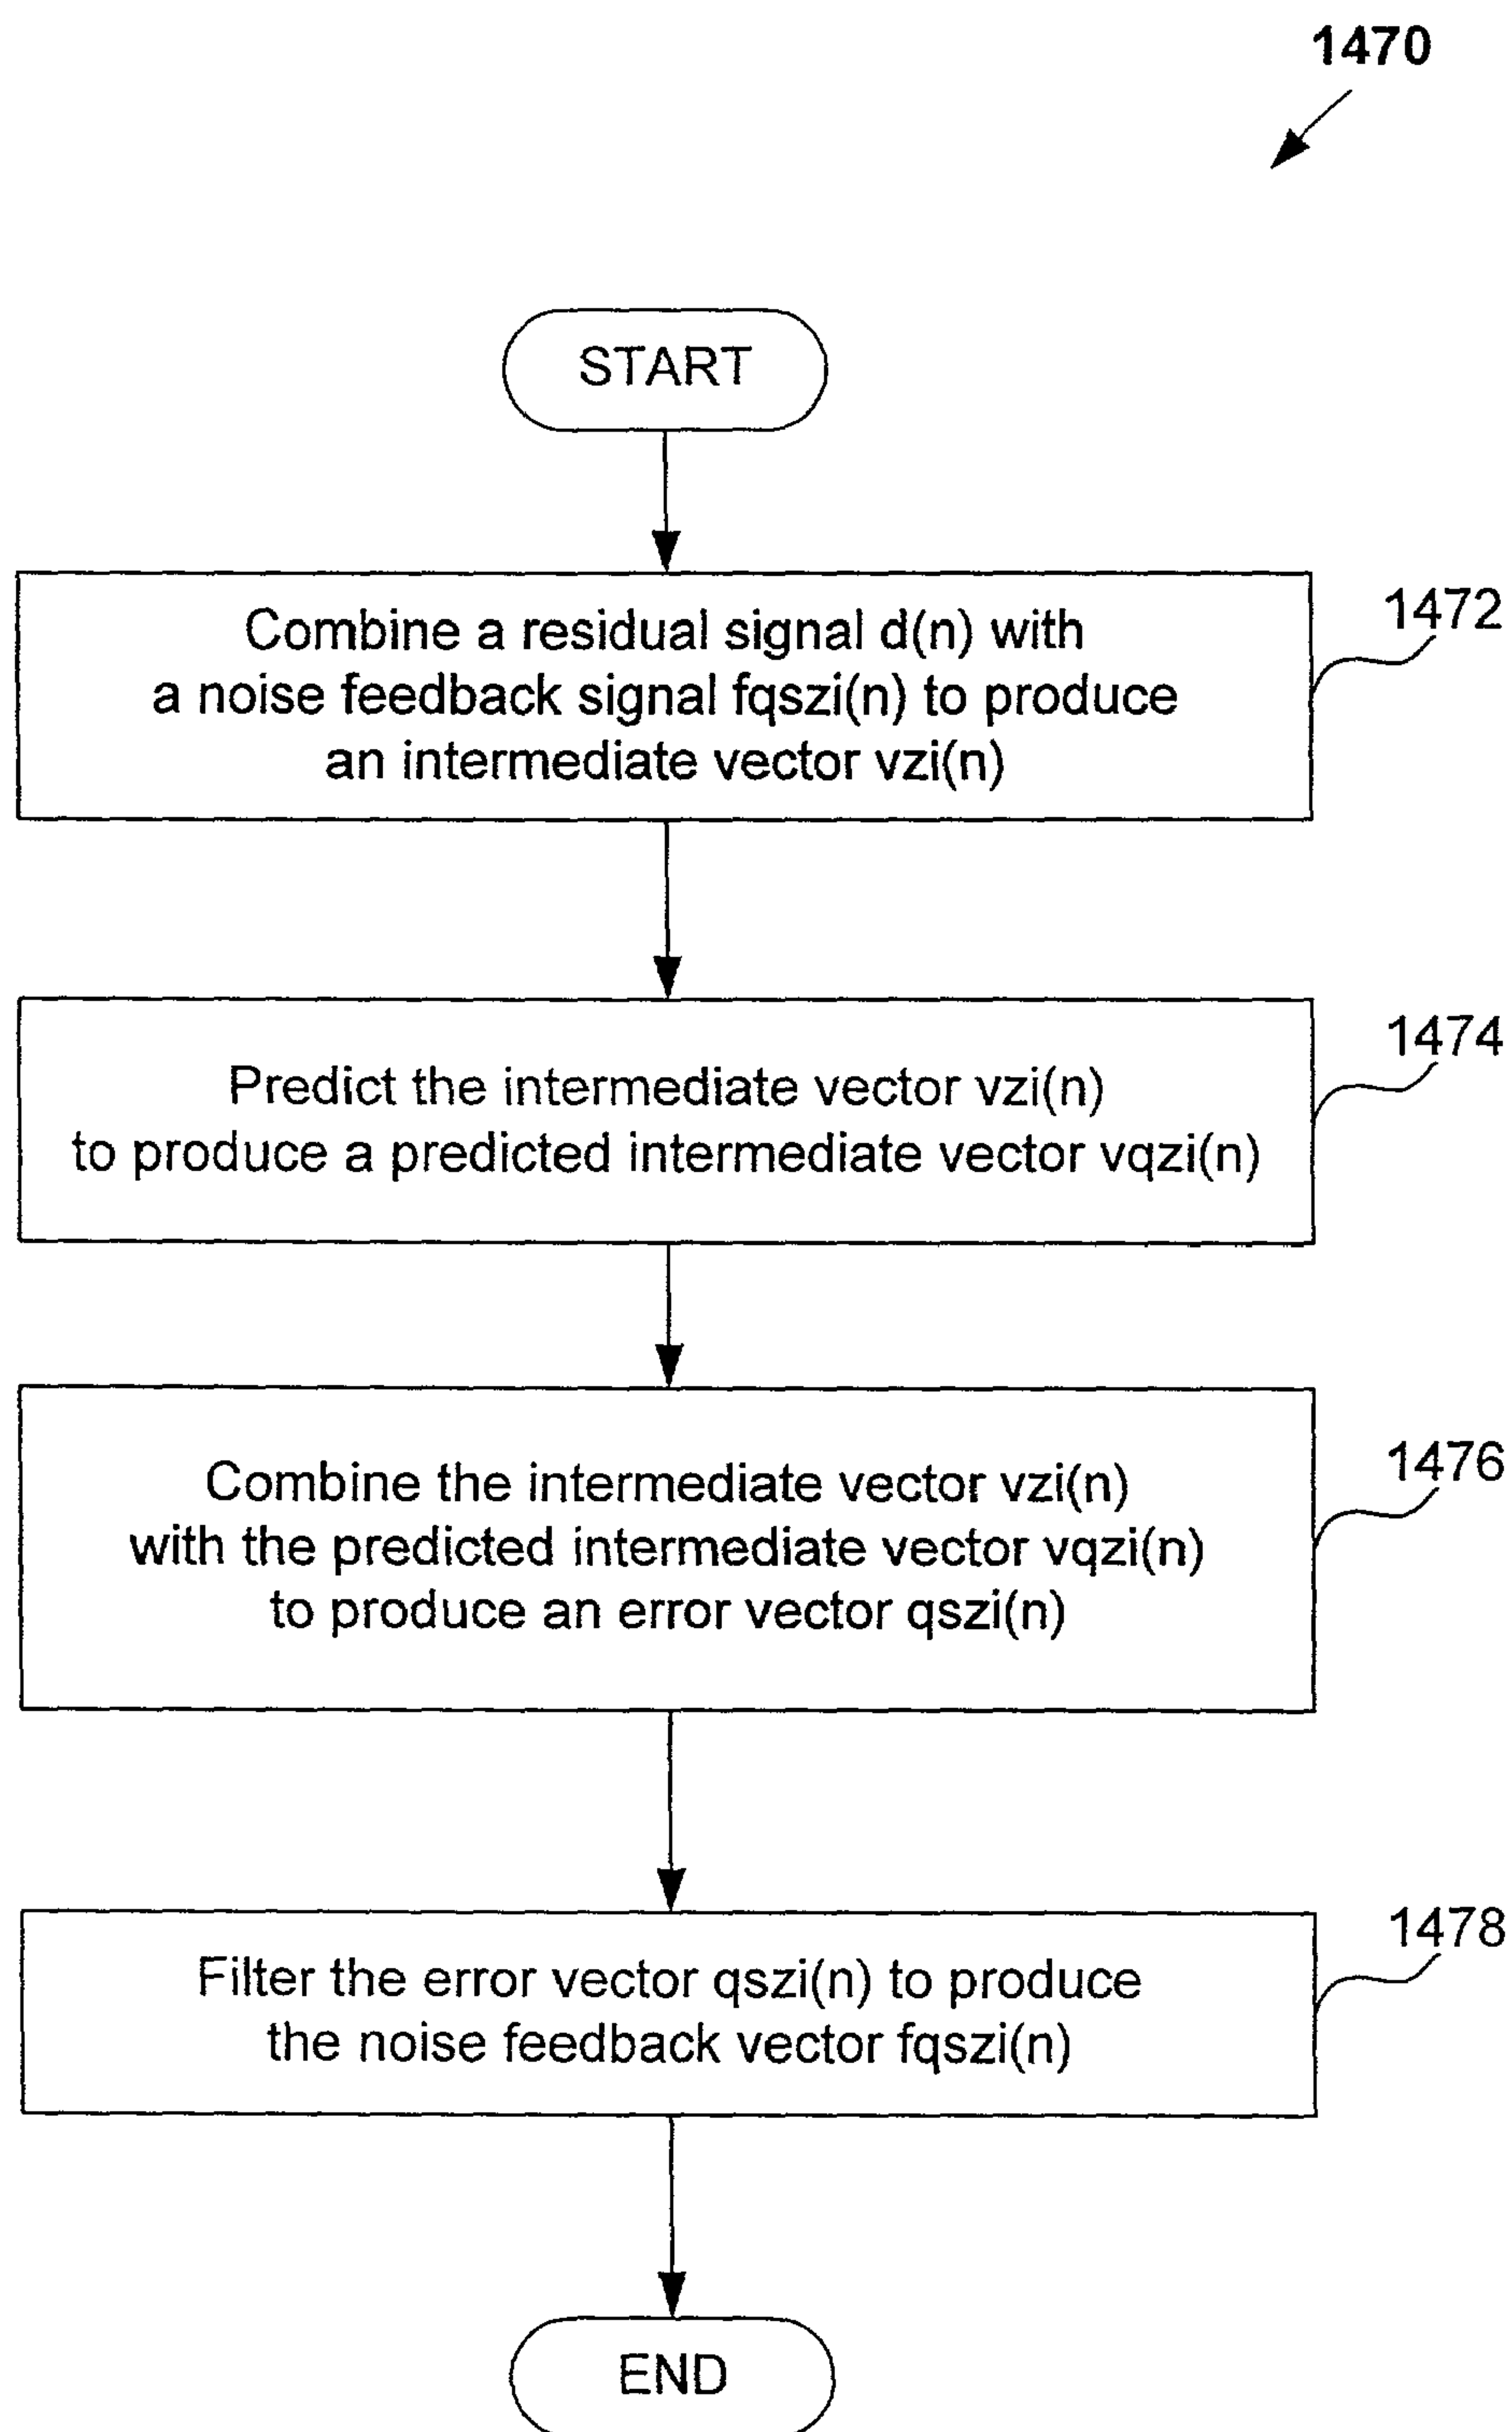 1470
START
Combine a residual signal d(n) with
a noise feedback signal fqszi(n) to produce
an intermediate vector vzi(n)
1472
Predict the intermediate vector vzi(n)
to produce a predicted intermediate vector vqzi(n)
1474
Combine the intermediate vector vzi(n)
with the predicted intermediate vector vqzi(n)
to produce an error vector qszi(n)
1476
Filter the error vector qszi(n) to produce
the noise feedback vector fqszi(n)
1478
END